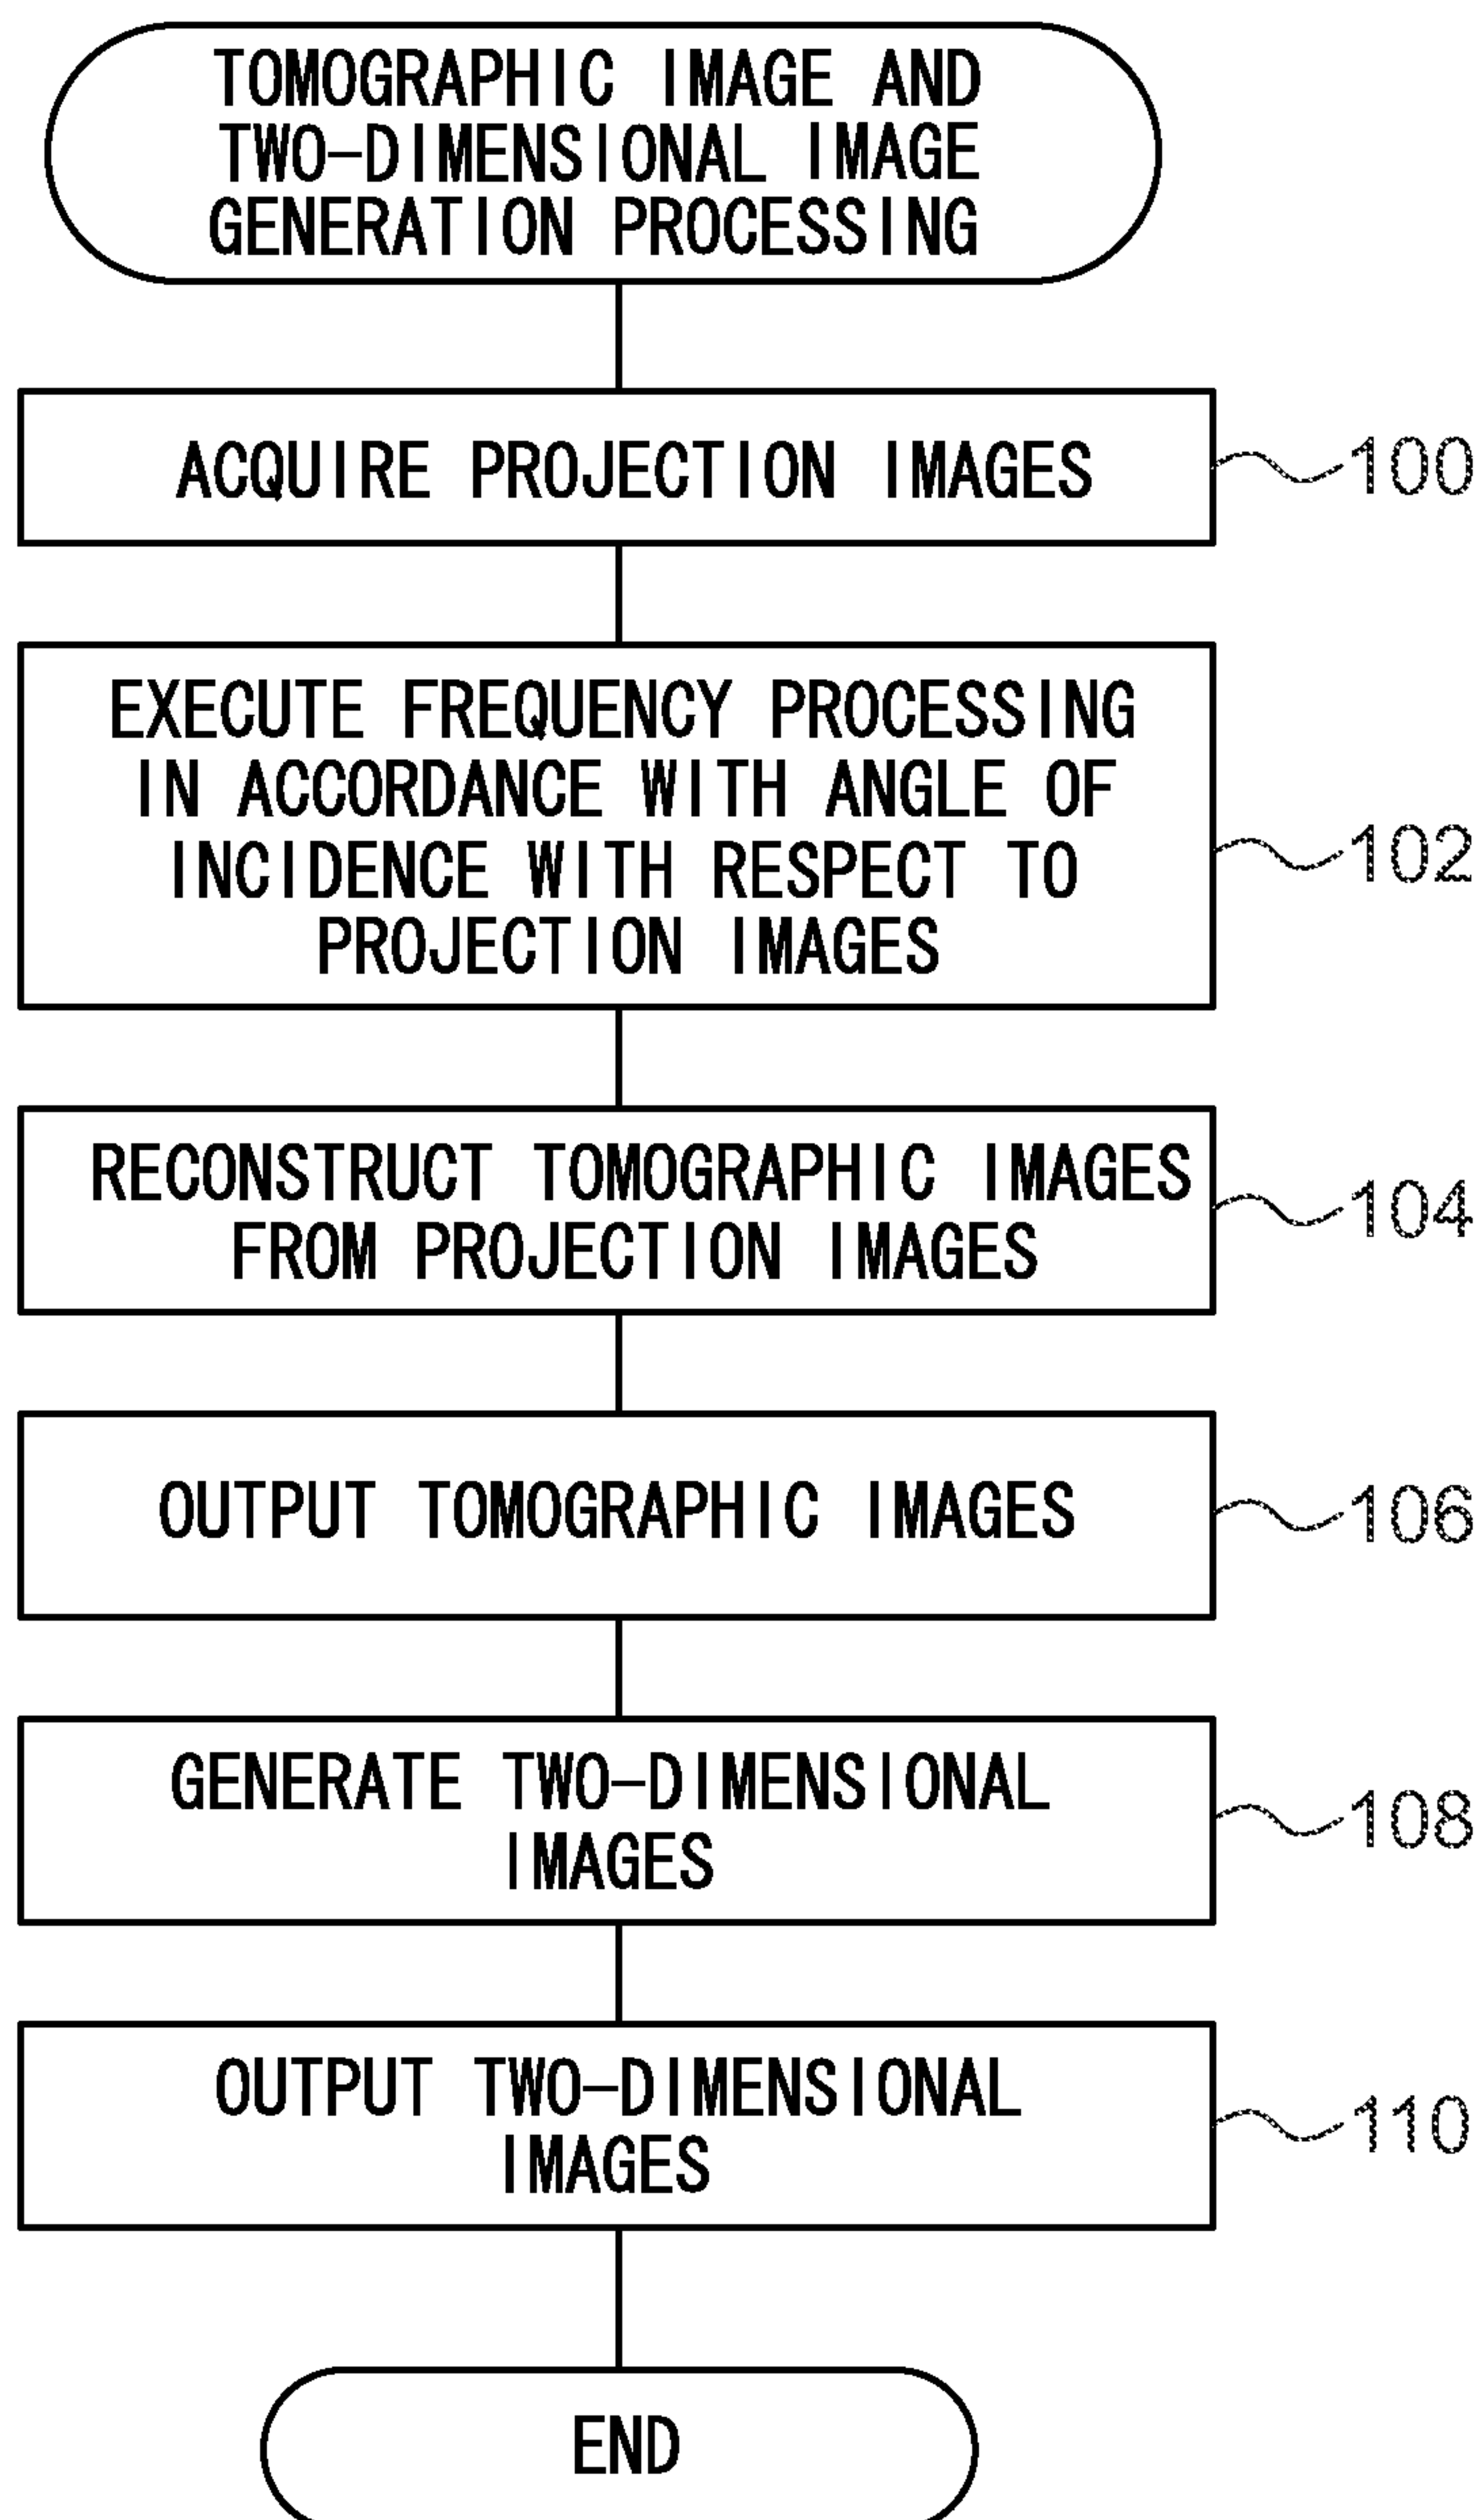 TOMOGRAPHIC IMAGE AND
TWO-DIMENSIONAL IMAGE
GENERATION PROCESSING
ACQUIRE PROJECTION IMAGES
100
EXECUTE FREQUENCY PROCESSING
IN ACCORDANCE WITH ANGLE OF
INCIDENCE WITH RESPECT TO
PROJECTION IMAGES
102
RECONSTRUCT TOMOGRAPHIC IMAGES
FROM PROJECTION IMAGES
104
OUTPUT TOMOGRAPHIC IMAGES
106
GENERATE TWO-DIMENSIONAL
IMAGES
108
OUTPUT TWO-DIMENSIONAL
IMAGES
110
END